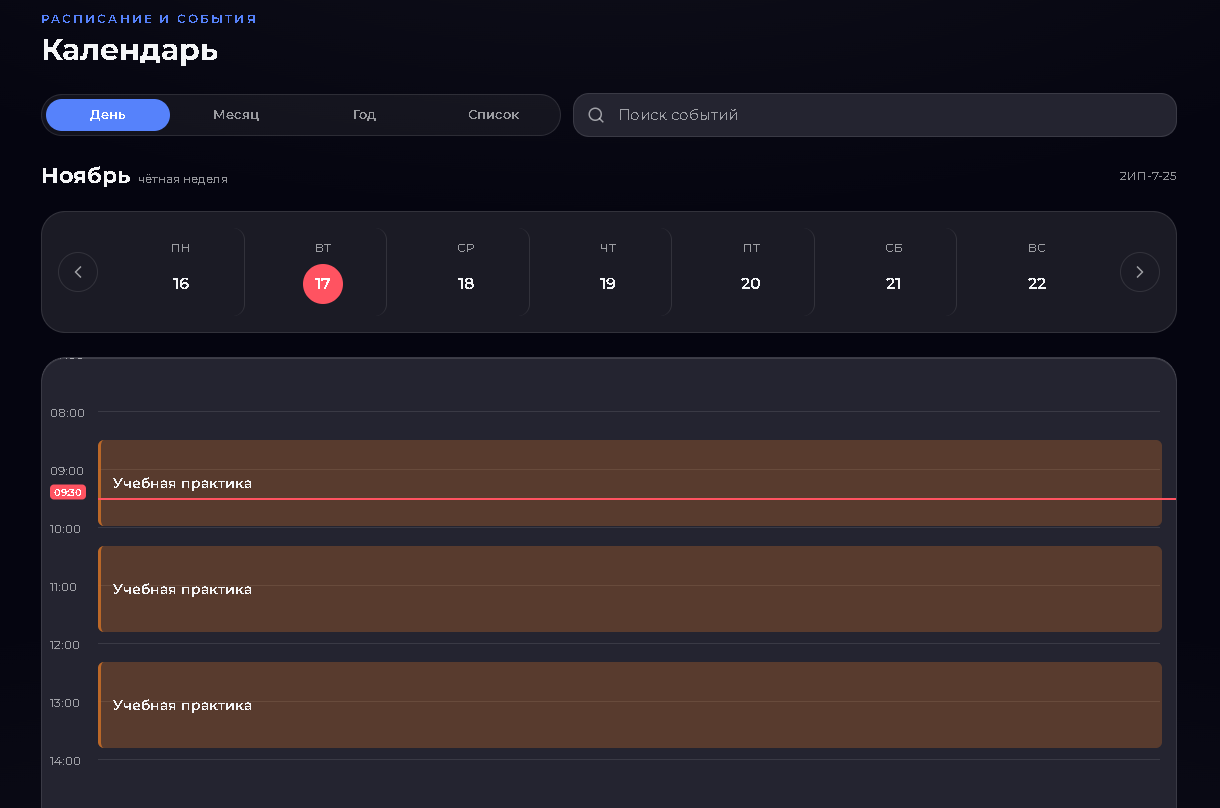 РАСПИСАНИЕ И СОБЫТИЯ
Календарь
День Месяц Год Список Поиск событий
Ноябрь чётная неделя 2ИП-7-25
ПН ВТ СР ЧТ ПТ СБ ВС
16 17 18 19 20 21 22
08:00
09:00
Учебная практика
09:30
10:00
11:00 Учебная практика
12:00
13:00 Учебная практика
14:00